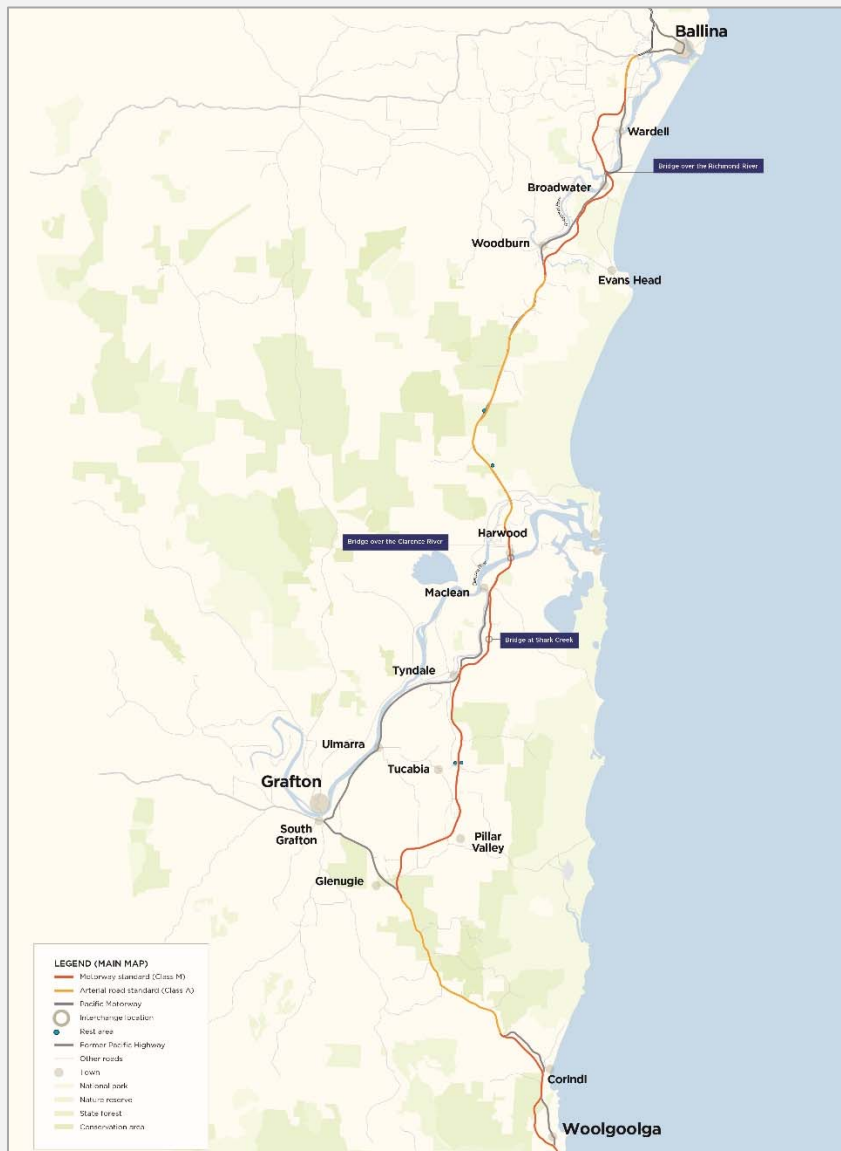 Ballina
Wardell
Bridge over the Richmond River
Broadwater
Woodburn
Evans Head
Harwood
Bridge over the Clarence River
Maclean
Bridge at Shark Creek
Tyndale
Ulmarra
Tucabia
Grafton
South
Grafton
Pillar
Valley
Glenugie
LEGEND (MAIN MAP)
Motorway standard (Class M)
Arterial road standard (Class A)
Pacific Motorway
Interchange location
Rest area
Former Pacific Highway
Other roads
Town
National park
Nature reserve
State forest
Conservation area
Corindi
Woolgoolga